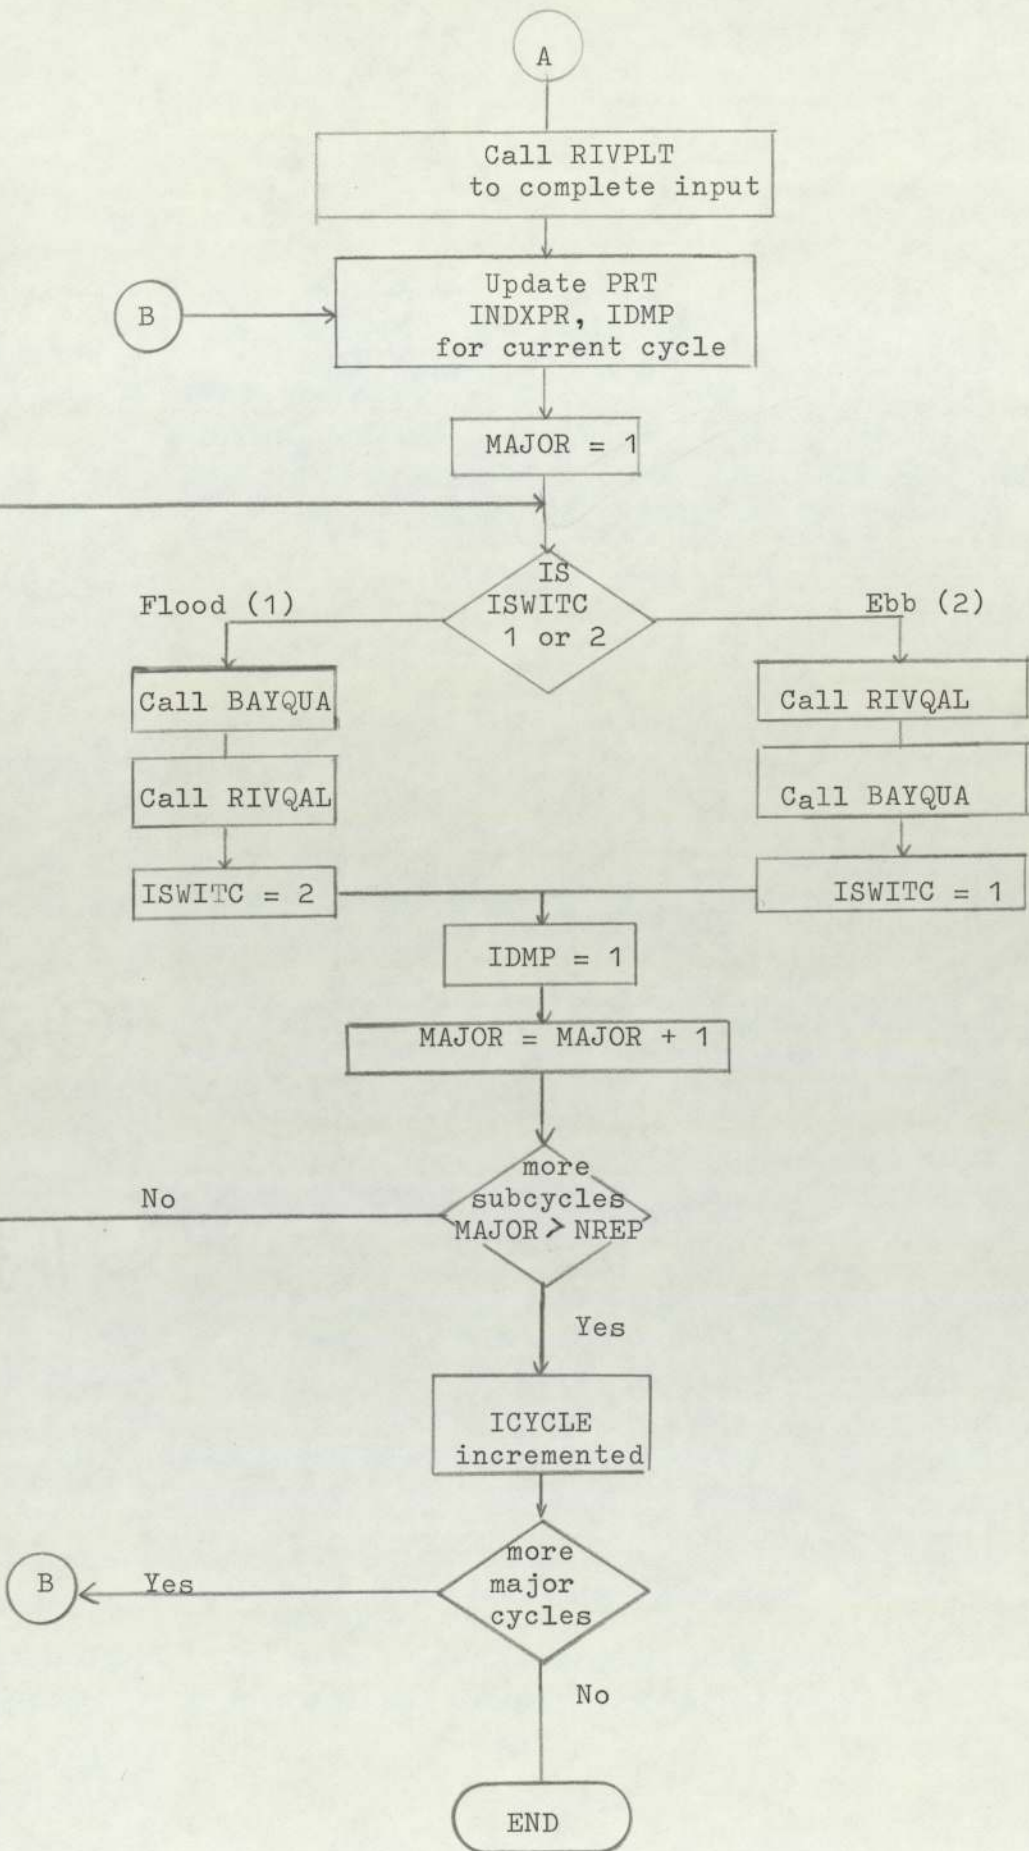 A
Call RIVPLT
to complete input
Update PRT
INDXPR, IDMP
for current cycle
B
MAJOR = 1
IS
ISWITC
1 or 2
Flood (1)
Ebb (2)
Call BAYQUA
Call RIVQAL
Call RIVQAL
Call BAYQUA
ISWITC = 2
ISWITC = 1
IDMP = 1
MAJOR = MAJOR + 1
more
subcycles
MAJOR > NREP
No
Yes
ICYCLE
incremented
more
major
cycles
B
Yes
No
END